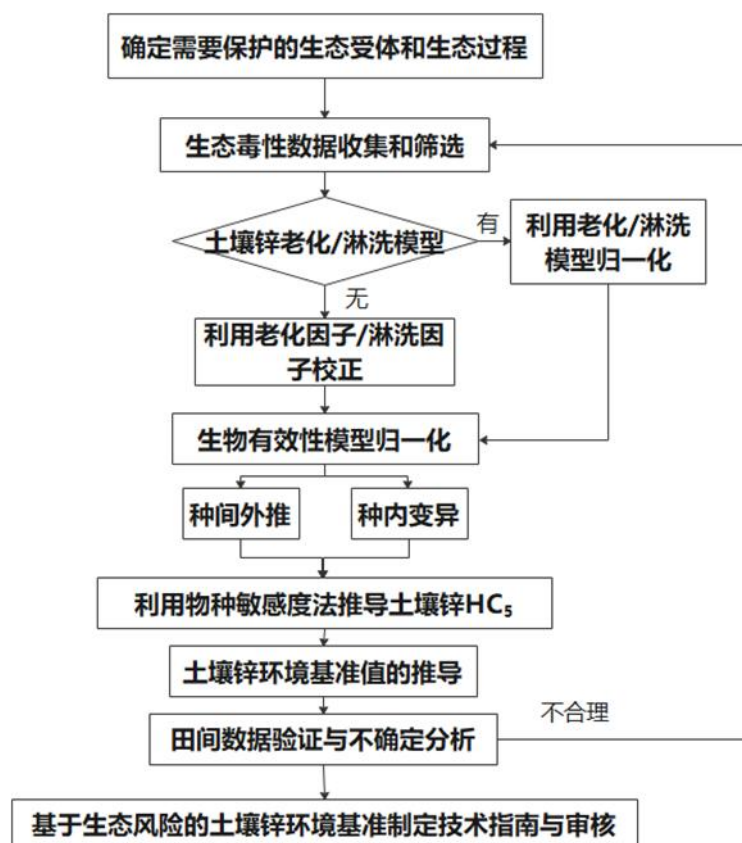 确定需要保护的生态受体和生态过程
生态毒性数据收集和筛选
土壤锌老化/淋洗模型
有
利用老化/淋洗
模型归一化
无
利用老化因子/淋洗因
子校正
生物有效性模型归一化
种间外推
种内变异
利用物种敏感度法推导土壤锌HC₅
土壤锌环境基准值的推导
不合理
田间数据验证与不确定分析
基于生态风险的土壤锌环境基准制定技术指南与审核